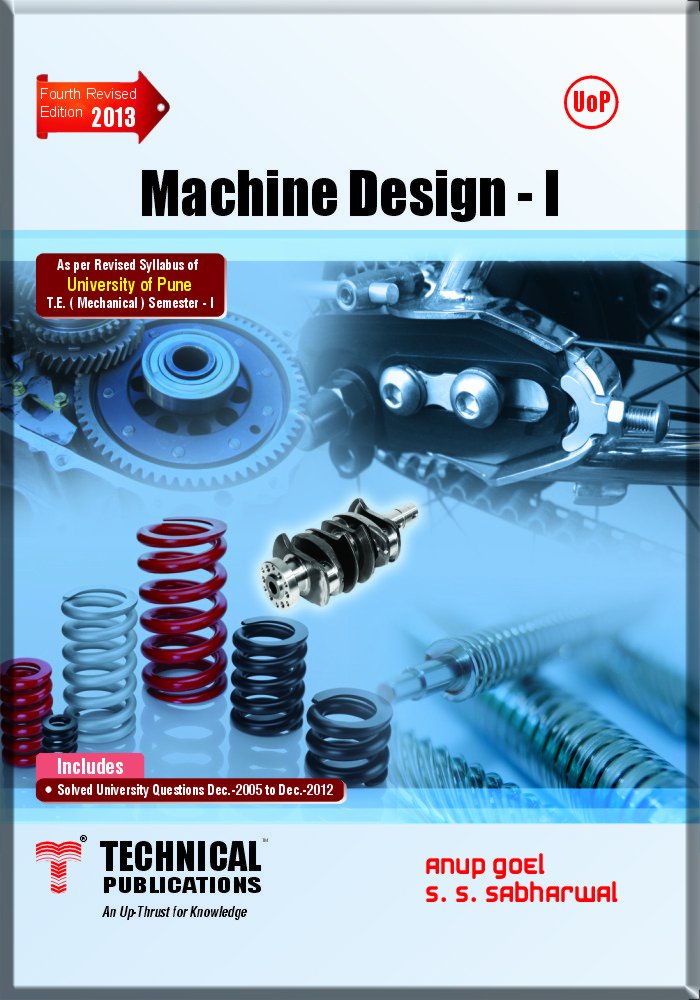 Fourth Revised
Edition 2013
UoP
Machine Design - I
As per Revised Syllabus of
University of Pune
T.E. ( Mechanical ) Semester - I
Includes
• Solved University Questions Dec.-2005 to Dec.-2012
®
TECHNICAL™
PUBLICATIONS
An Up-Thrust for Knowledge
Anup Goel
S. S. Sabharwal